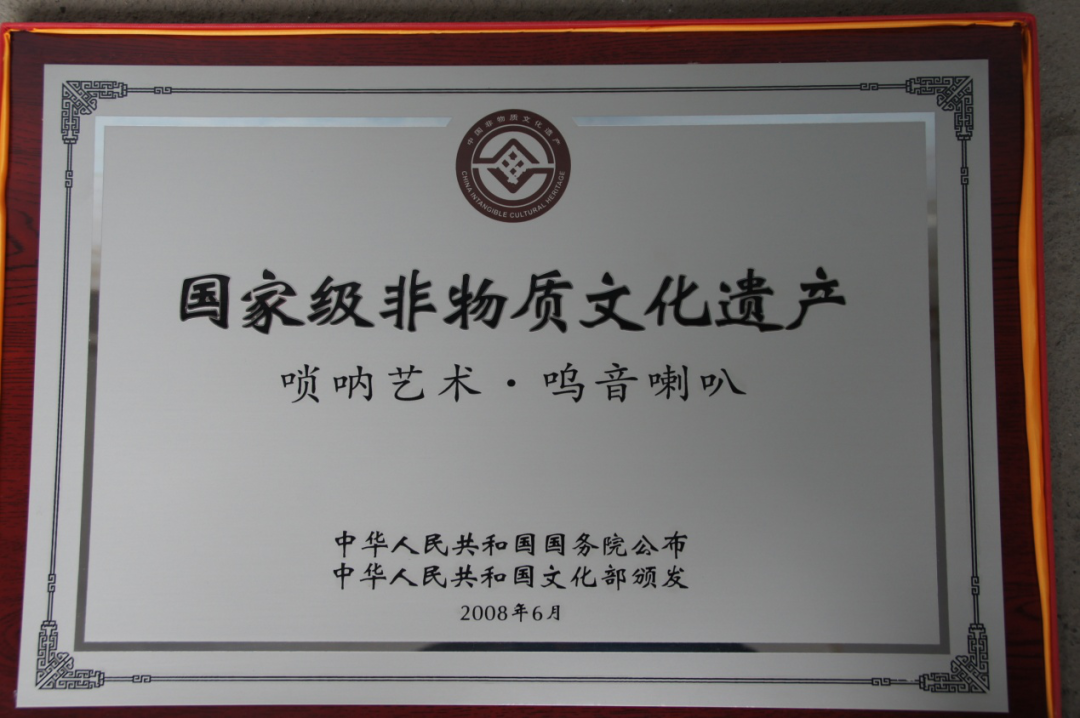 中国非物质文化遗产
CHINA INTANGIBLE CULTURAL HERITAGE
国家级非物质文化遗产
唢呐艺术·呜音喇叭
中华人民共和国国务院公布
中华人民共和国文化部颁发
2008年6月